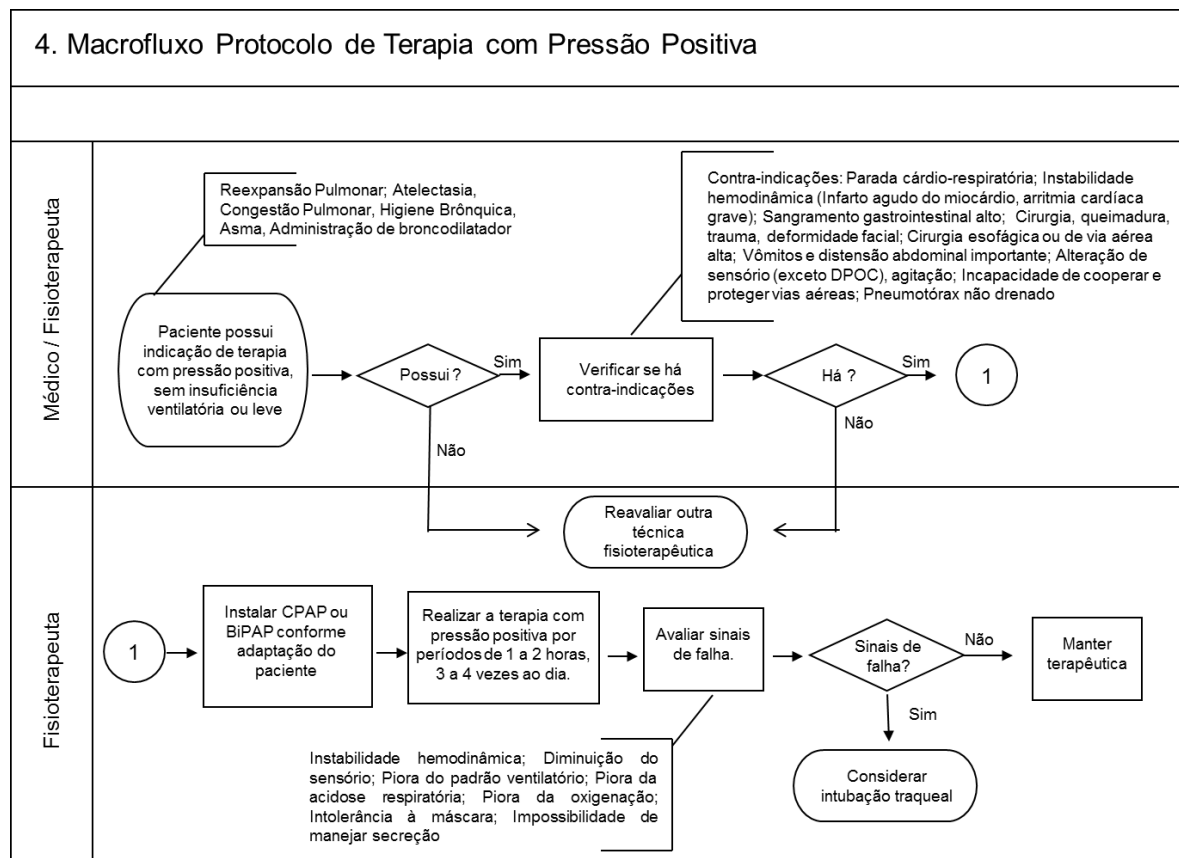 4. Macrofluxo Protocolo de Terapia com Pressão Positiva
Médico / Fisioterapeuta
Reexpansão Pulmonar; Atelectasia,
Congestão Pulmonar, Higiene Brônquica,
Asma, Administração de broncodilatador
Contra-indicações: Parada cárdio-respiratória; Instabilidade
hemodinâmica (Infarto agudo do miocárdio, arritmia cardíaca
grave); Sangramento gastrointestinal alto; Cirurgia, queimadura,
trauma, deformidade facial; Cirurgia esofágica ou de via aérea
alta; Vômitos e distensão abdominal importante; Alteração de
sensório (exceto DPOC), agitação; Incapacidade de cooperar e
proteger vias aéreas; Pneumotórax não drenado
Paciente possui
indicação de terapia
com pressão positiva,
sem insuficiência
ventilatória ou leve
Possui ?
Sim
Não
Verificar se há
contra-indicações
Há ?
Sim
Não
1
Fisioterapeuta
Reavaliar outra
técnica
fisioterapêutica
1
Instalar CPAP ou
BiPAP conforme
adaptação do
paciente
Realizar a terapia com
pressão positiva por
períodos de 1 a 2 horas,
3 a 4 vezes ao dia.
Avaliar sinais
de falha.
Sinais de
falha?
Não
Sim
Manter
terapêutica
Instabilidade hemodinâmica; Diminuição do
sensório; Piora do padrão ventilatório; Piora da
acidose respiratória; Piora da oxigenação;
Intolerância à máscara; Impossibilidade de
manejar secreção
Considerar
intubação traqueal